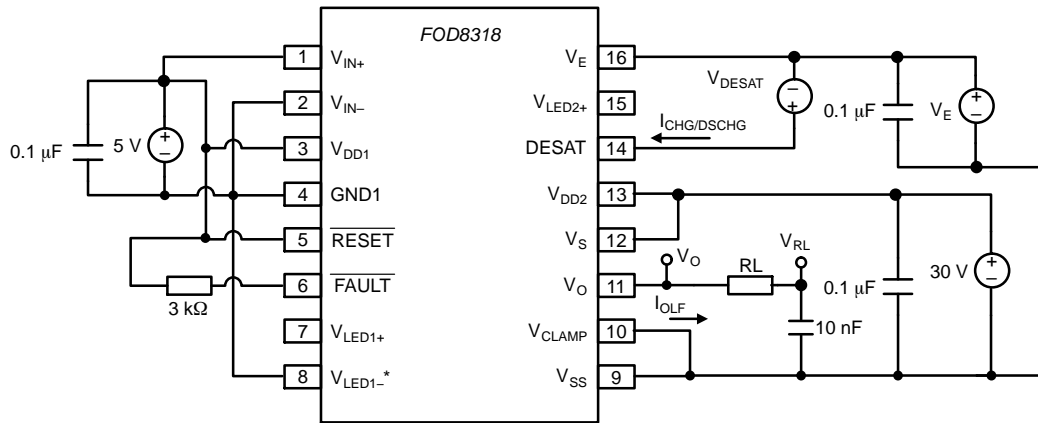 FOD8318
1 V_IN+
2 V_IN–
3 V_DD1
4 GND1
5 RESET
6 FAULT
7 V_LED1+
8 V_LED1–*
V_E 16
V_LED2+ 15
DESAT 14
V_DD2 13
V_S 12
V_O 11
V_CLAMP 10
V_SS 9
0.1 μF
5 V
3 kΩ
V_DESAT
I_CHG/DSCHG
0.1 μF
V_E
V_O
RL
V_RL
I_OLF
10 nF
0.1 μF
30 V